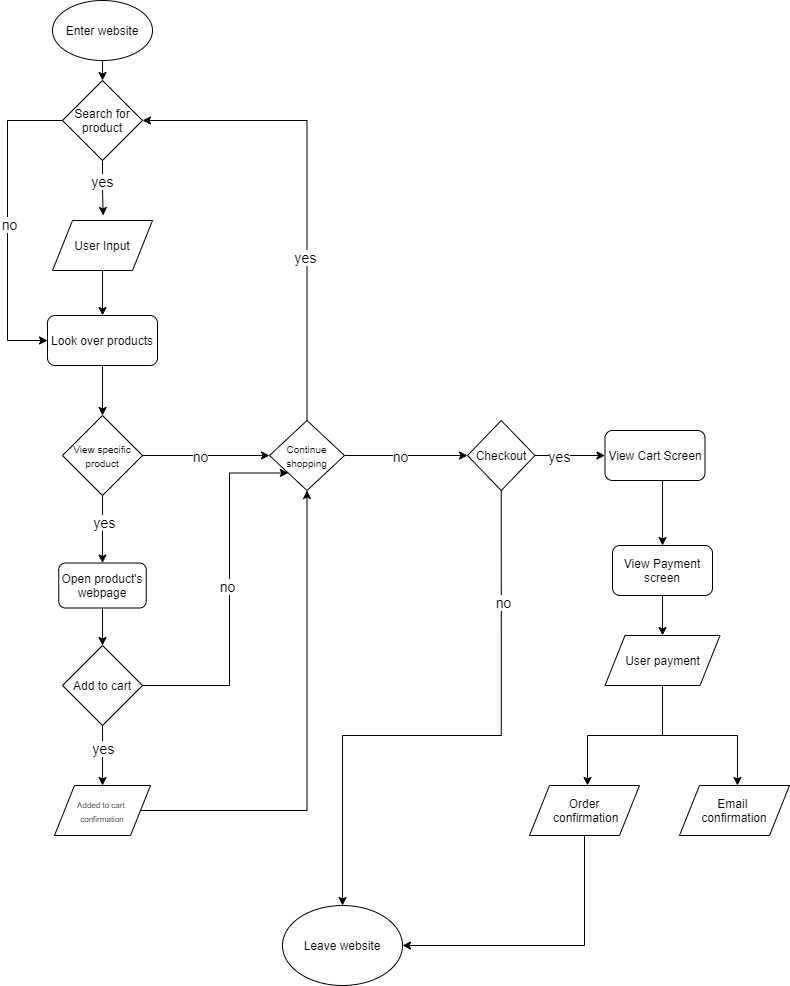 Enter website
Search for
product
yes
no
User Input
yes
Look over products
View specific
product
no
Continue
shopping
no
Checkout
yes
View Cart Screen
yes
Open product's
webpage
no
View Payment
screen
no
Add to cart
User payment
yes
Added to cart
confirmation
Order
confirmation
Email
confirmation
Leave website